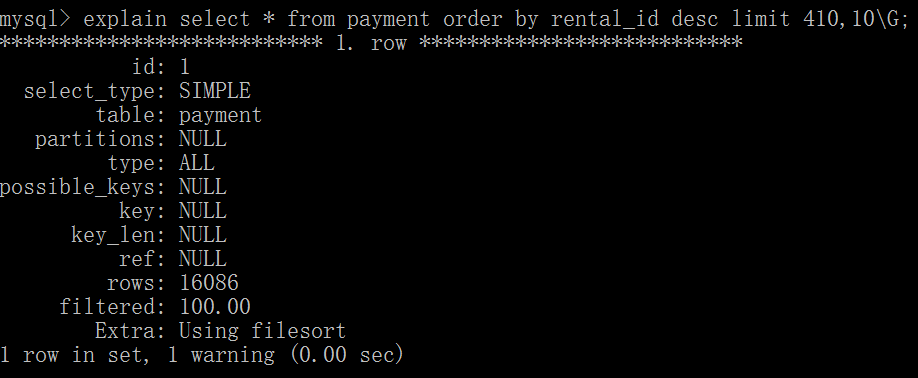 mysql> explain select * from payment order by rental_id desc limit 410,10\G;
*************************** 1. row ***************************
id: 1
select_type: SIMPLE
table: payment
partitions: NULL
type: ALL
possible_keys: NULL
key: NULL
key_len: NULL
ref: NULL
rows: 16086
filtered: 100.00
Extra: Using filesort
1 row in set, 1 warning (0.00 sec)